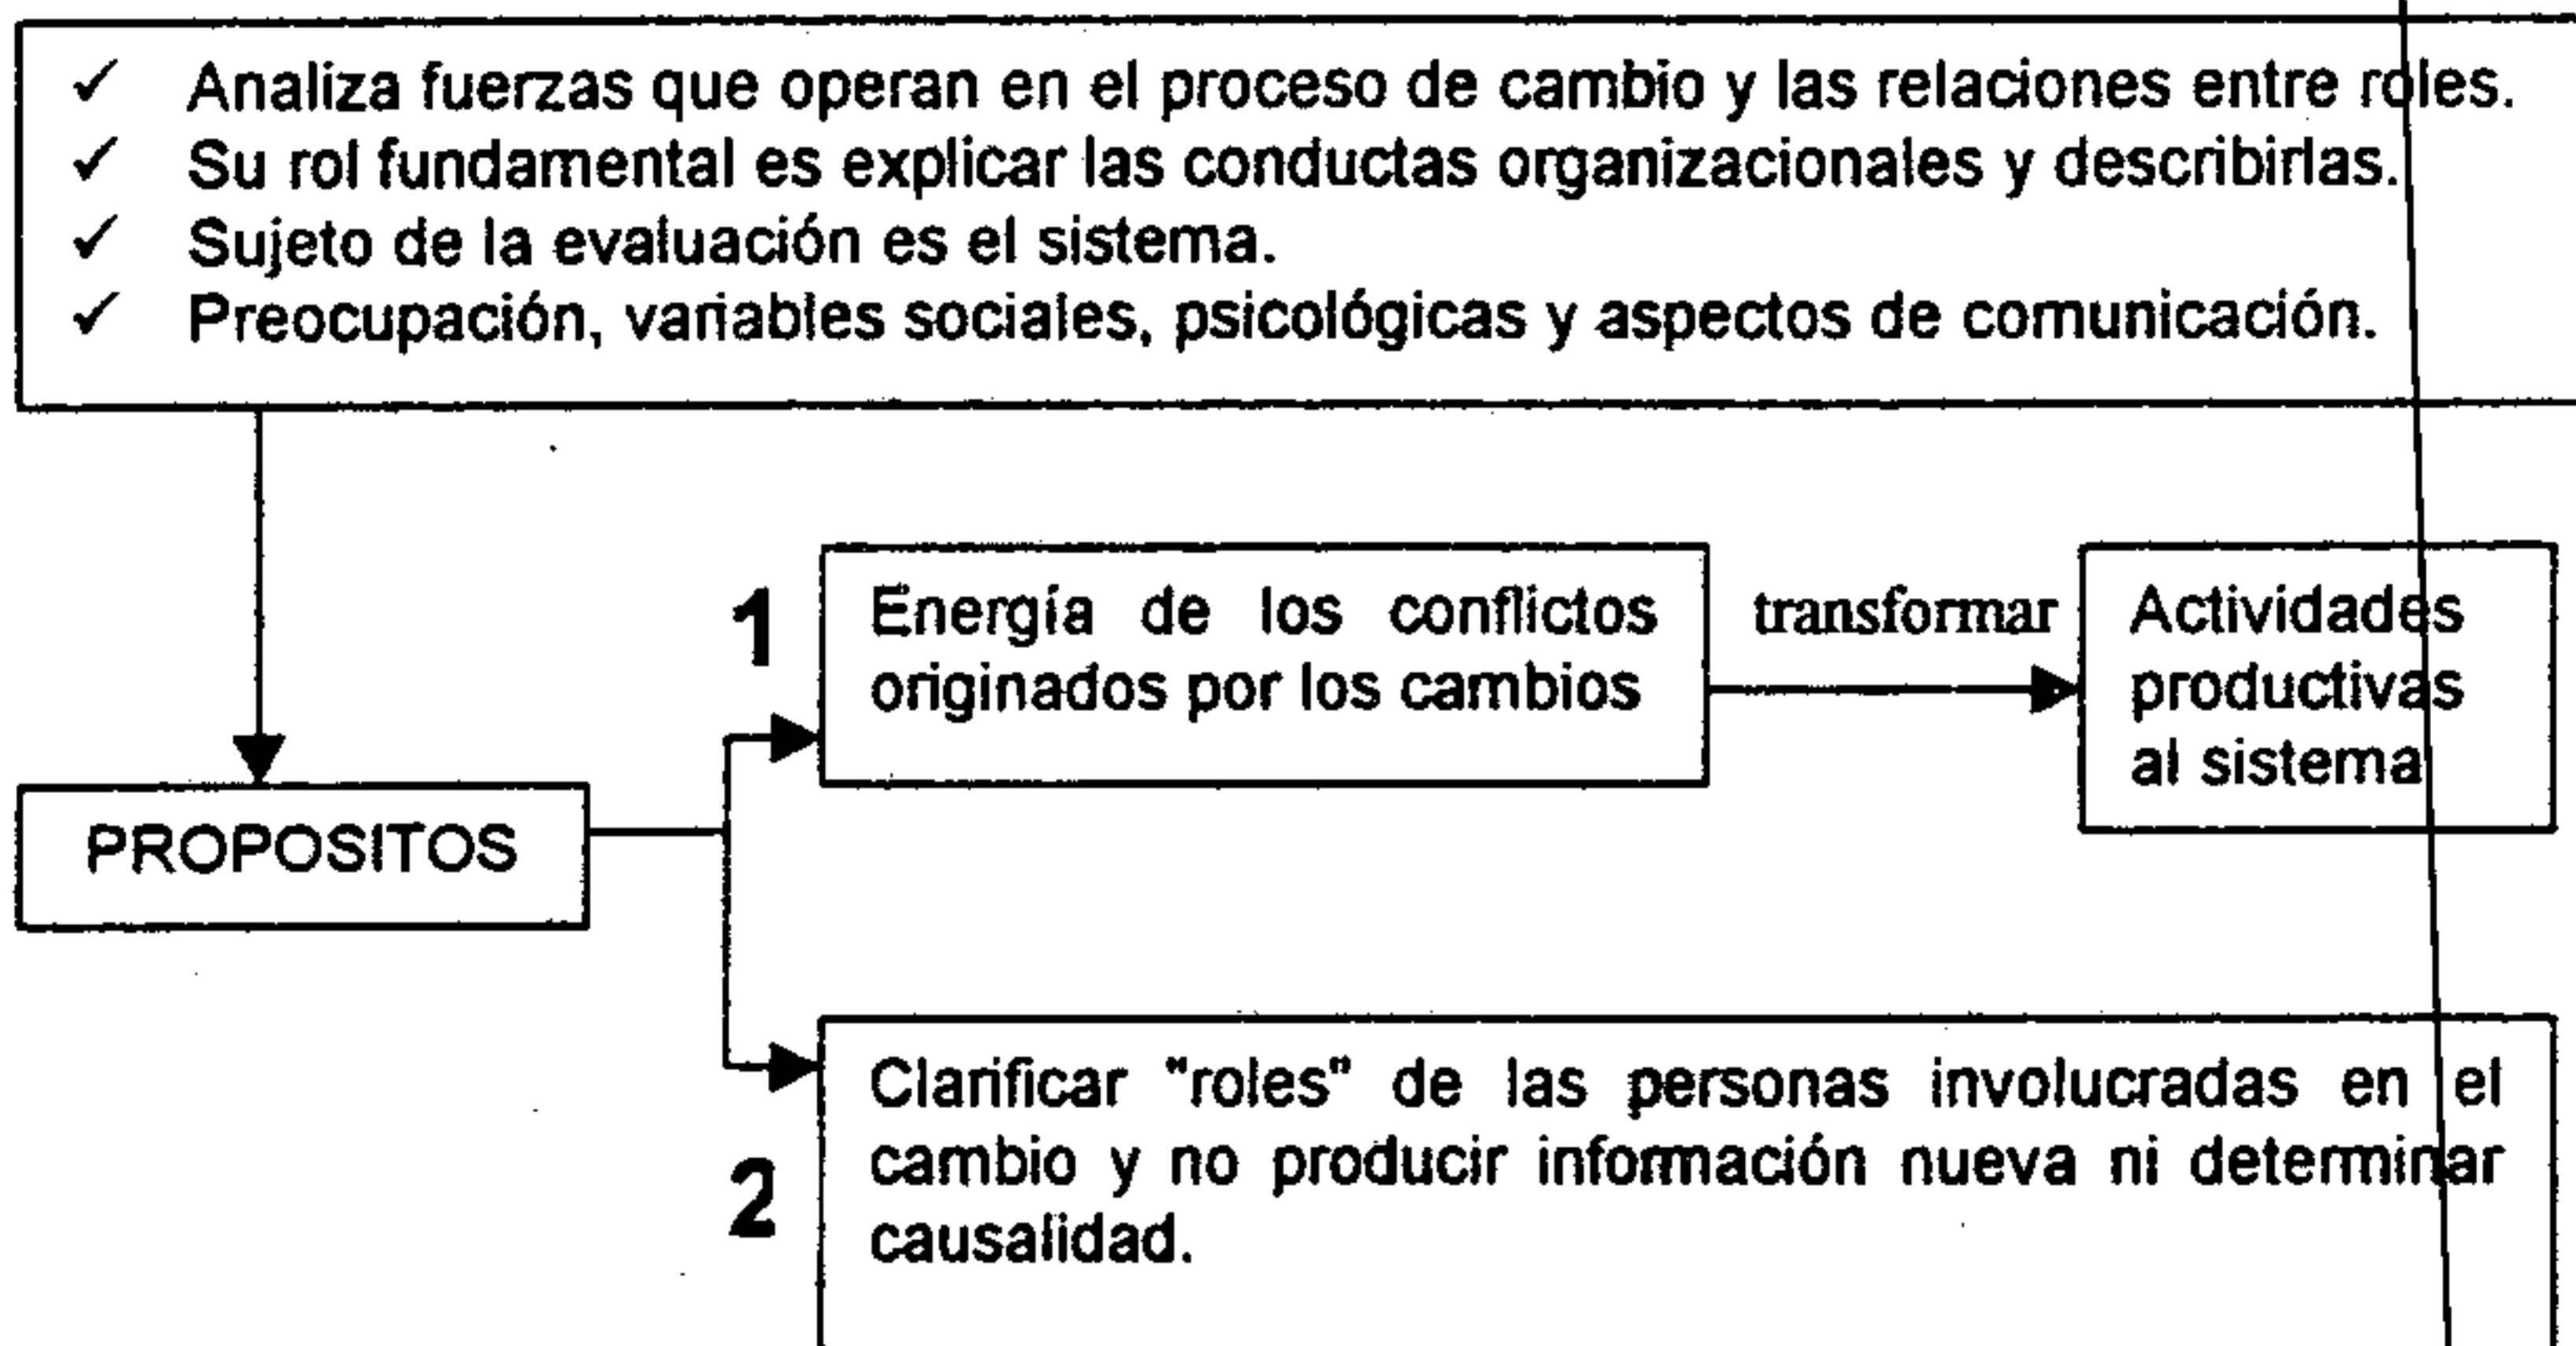 ✓ Analiza fuerzas que operan en el proceso de cambio y las relaciones entre roles.
✓ Su rol fundamental es explicar las conductas organizacionales y describirlas.
✓ Sujeto de la evaluación es el sistema.
✓ Preocupación, variables sociales, psicológicas y aspectos de comunicación.
1
Energía de los conflictos
originados por los cambios
transformar
Actividades
productivas
al sistema
PROPOSITOS
2
Clarificar "roles" de las personas involucradas en el
cambio y no producir información nueva ni determinar
causalidad.